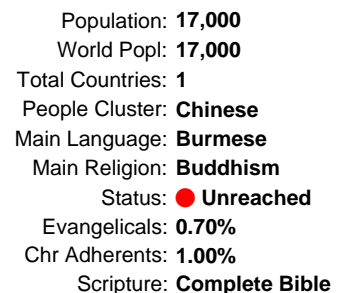 Population: 17,000
World Popl: 17,000
Total Countries: 1
People Cluster: Chinese
Main Language: Burmese
Main Religion: Buddhism
Status: Unreached
Evangelicals: 0.70%
Chr Adherents: 1.00%
Scripture: Complete Bible